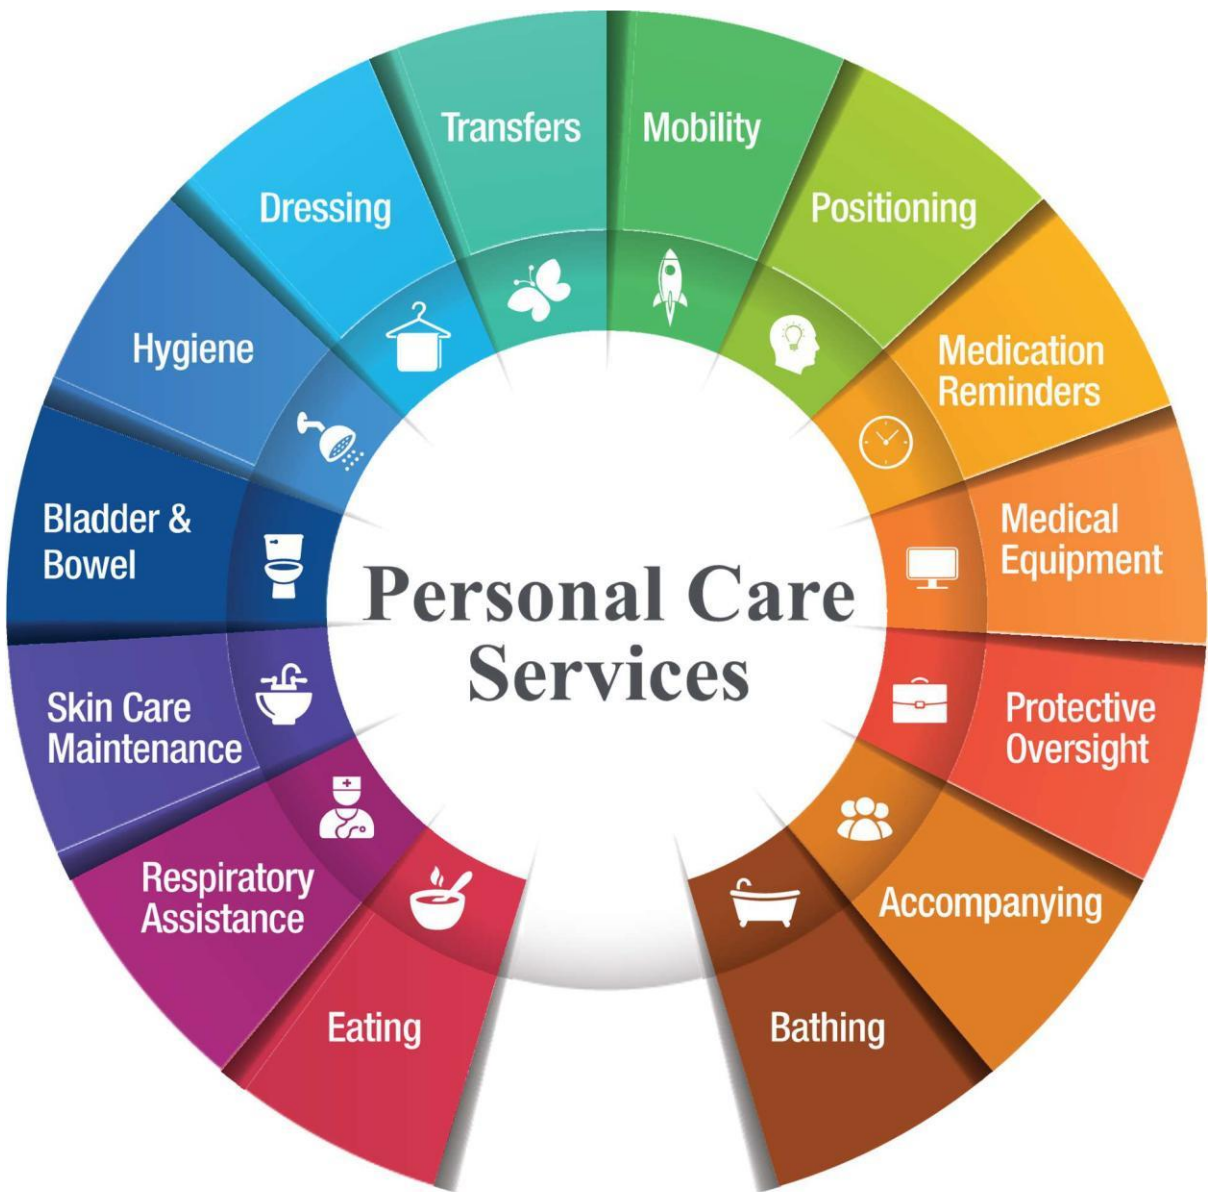 Transfers
Mobility
Dressing
Positioning
Hygiene
Medication
Reminders
Bladder &
Bowel
Medical
Equipment
Personal Care
Services
Skin Care
Maintenance
Protective
Oversight
Respiratory
Assistance
Accompanying
Eating
Bathing